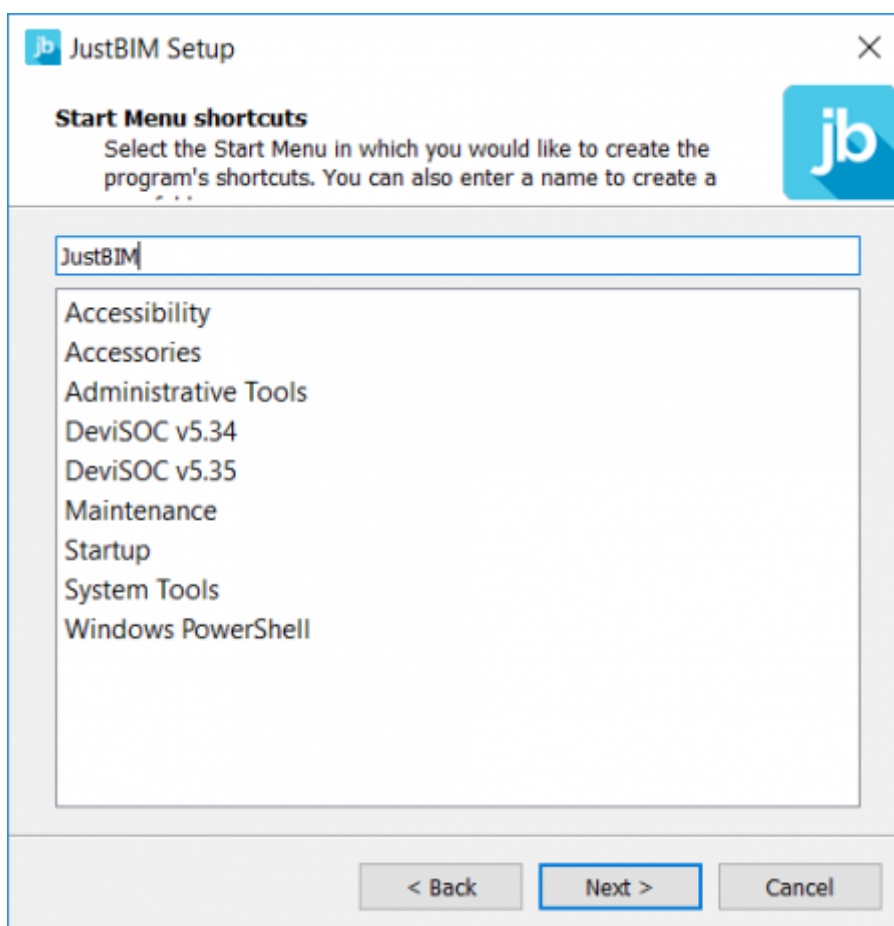 jb JustBIM Setup
Start Menu shortcuts
Select the Start Menu in which you would like to create the
program's shortcuts. You can also enter a name to create a
jb
JustBIM
Accessibility
Accessories
Administrative Tools
DeviSOC v5.34
DeviSOC v5.35
Maintenance
Startup
System Tools
Windows PowerShell
< Back Next > Cancel